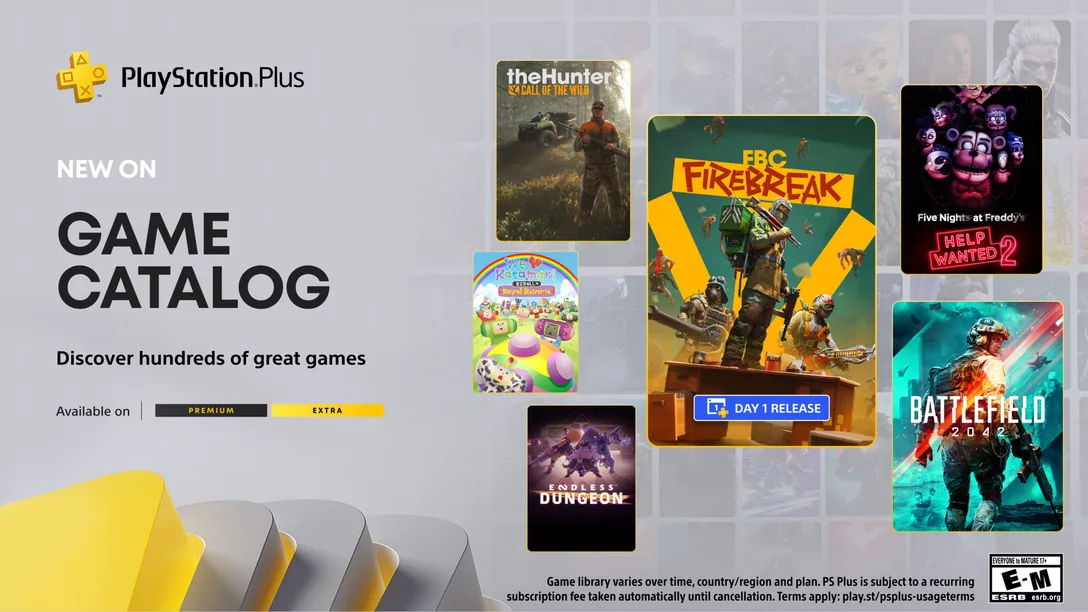 PlayStation.Plus
NEW ON
GAME
CATALOG
Discover hundreds of great games
Available on
PREMIUM
EXTRA
theHunter
CALL OF THE WILD
We ❤
Katamari
REROLL+
Royal Reverie
ENDLESS™
DUNGEON
FBC
FIREBREAK
DAY 1 RELEASE
Five Nights at Freddy's
HELP
WANTED 2
BATTLEFIELD
2042
Game library varies over time, country/region and plan. PS Plus is subject to a recurring
subscription fee taken automatically until cancellation. Terms apply: play.st/psplus-usageterms
EVERYONE to MATURE 17+
E-M
ESRB esrb.org